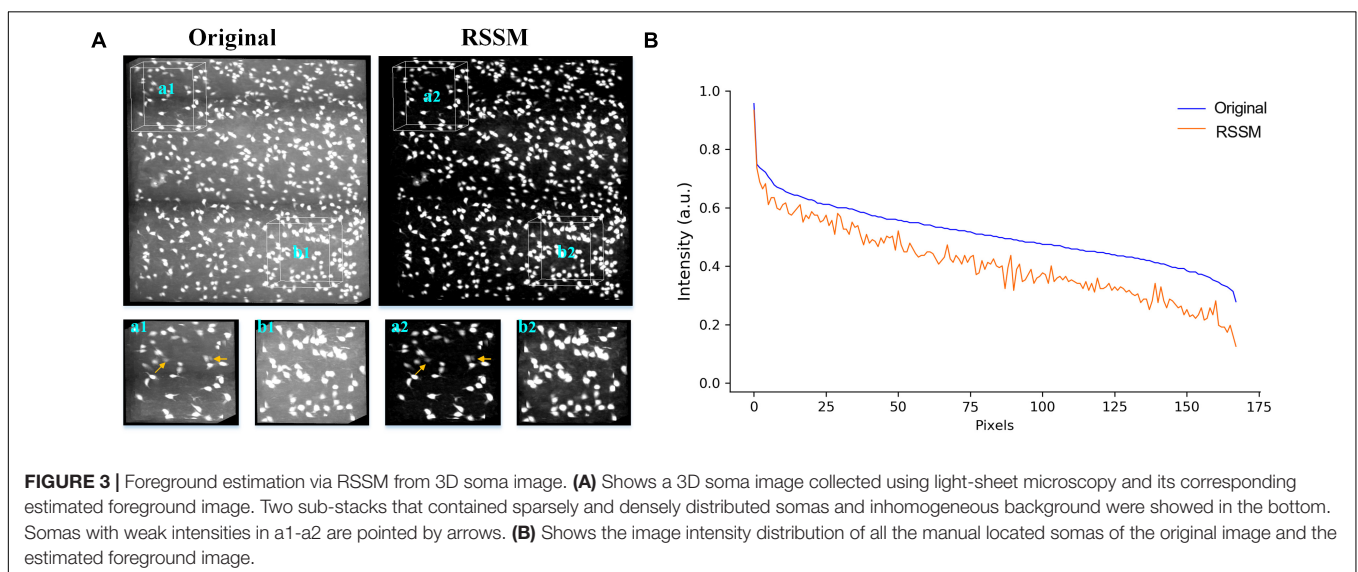 A
Original
RSSM
B
a1
a2
b1
b2
a1
b1
a2
b2
1.0
0.8
0.6
0.4
0.2
0.0
Intensity (a.u.)
0
25
50
75
100
125
150
175
Pixels
Original
RSSM
FIGURE 3 | Foreground estimation via RSSM from 3D soma image. (A) Shows a 3D soma image collected using light-sheet microscopy and its corresponding
estimated foreground image. Two sub-stacks that contained sparsely and densely distributed somas and inhomogeneous background were showed in the bottom.
Somas with weak intensities in a1-a2 are pointed by arrows. (B) Shows the image intensity distribution of all the manual located somas of the original image and the
estimated foreground image.